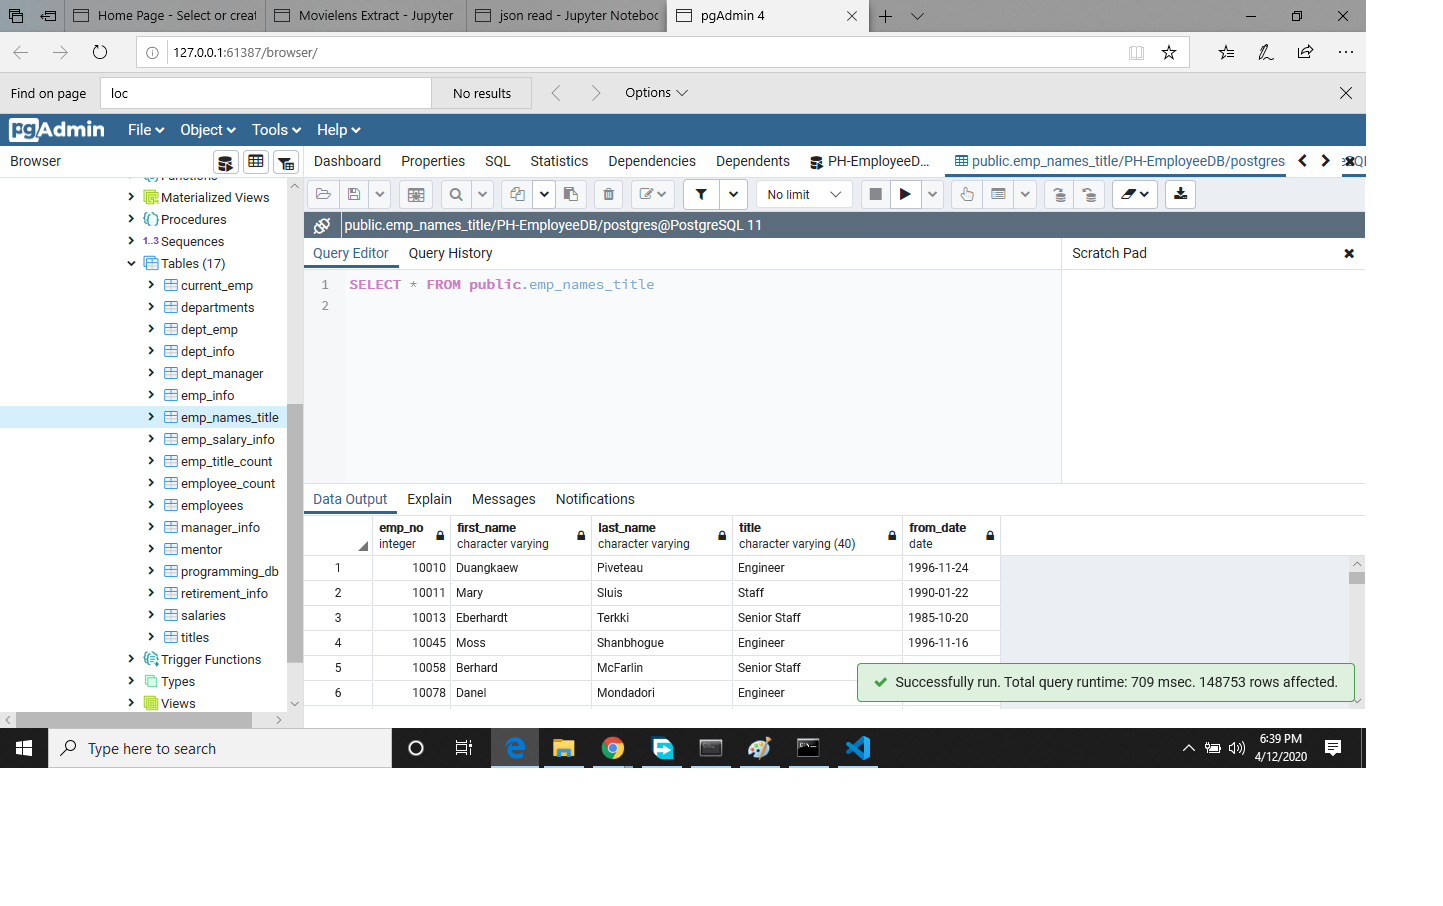 Home Page - Select or creat
Movielens Extract - Jupyter
json read - Jupyter Noteboo
pgAdmin 4
127.0.0.1:61387/browser/
Find on page
loc
No results
Options
pgAdmin
File
Object
Tools
Help
Browser
Dashboard
Properties
SQL
Statistics
Dependencies
Dependents
PH-EmployeeD...
public.emp_names_title/PH-EmployeeDB/postgres
No limit
public.emp_names_title/PH-EmployeeDB/postgres@PostgreSQL 11
Query Editor
Query History
Scratch Pad
1 SELECT * FROM public.emp_names_title
2
Functions
Materialized Views
Procedures
1..3 Sequences
Tables (17)
current_emp
departments
dept_emp
dept_info
dept_manager
emp_info
emp_names_title
emp_salary_info
emp_title_count
employee_count
employees
manager_info
mentor
programming_db
retirement_info
salaries
titles
Trigger Functions
Types
Views
Data Output
Explain
Messages
Notifications
emp_no first_name last_name title from_date
integer character varying character varying character varying (40) date
1 10010 Duangkaew Piveteau Engineer 1996-11-24
2 10011 Mary Sluis Staff 1990-01-22
3 10013 Eberhardt Terkki Senior Staff 1985-10-20
4 10045 Moss Shanbhogue Engineer 1996-11-16
5 10058 Berhard McFarlin Senior Staff
6 10078 Danel Mondadori Engineer
Successfully run. Total query runtime: 709 msec. 148753 rows affected.
Type here to search
6:39 PM
4/12/2020